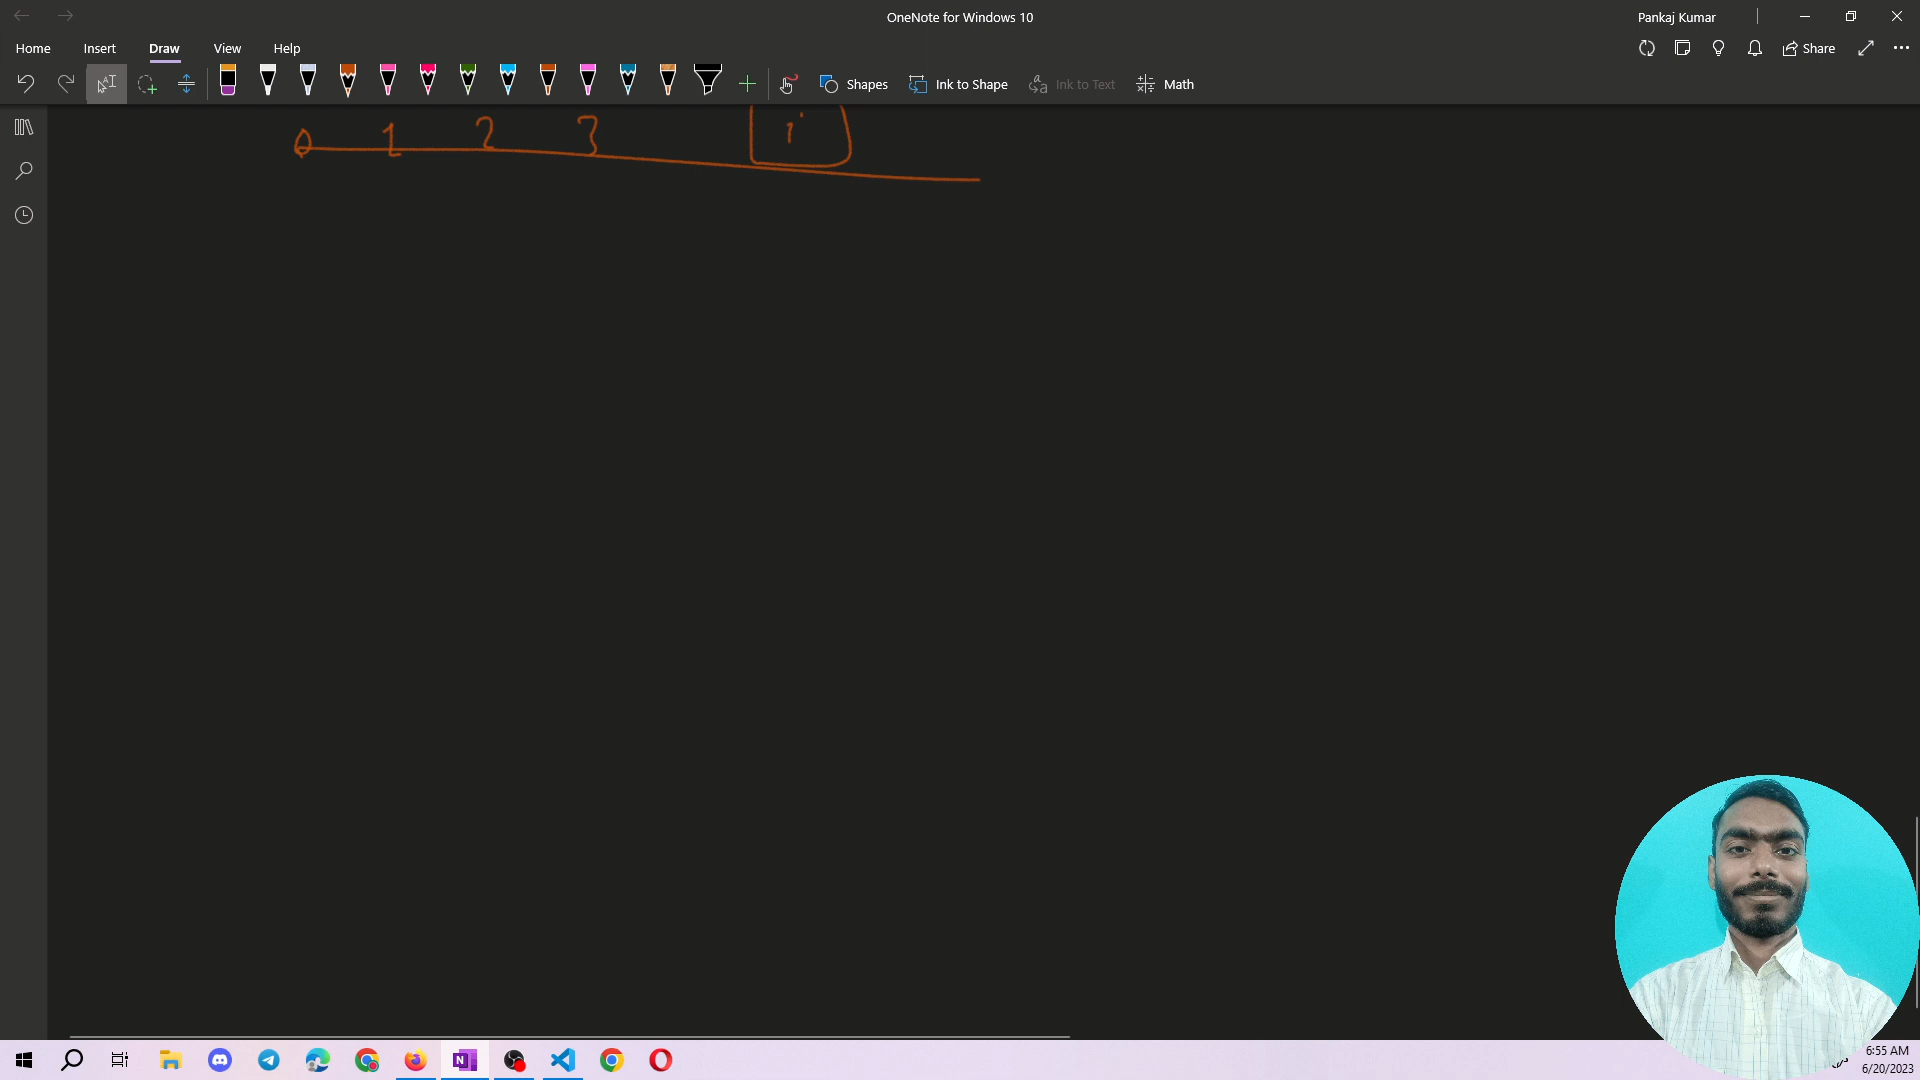 OneNote for Windows 10
Pankaj Kumar
Home Insert Draw View Help
Share
Shapes Ink to Shape Ink to Text Math
0 1 2 3 i
6:55 AM
6/20/2023